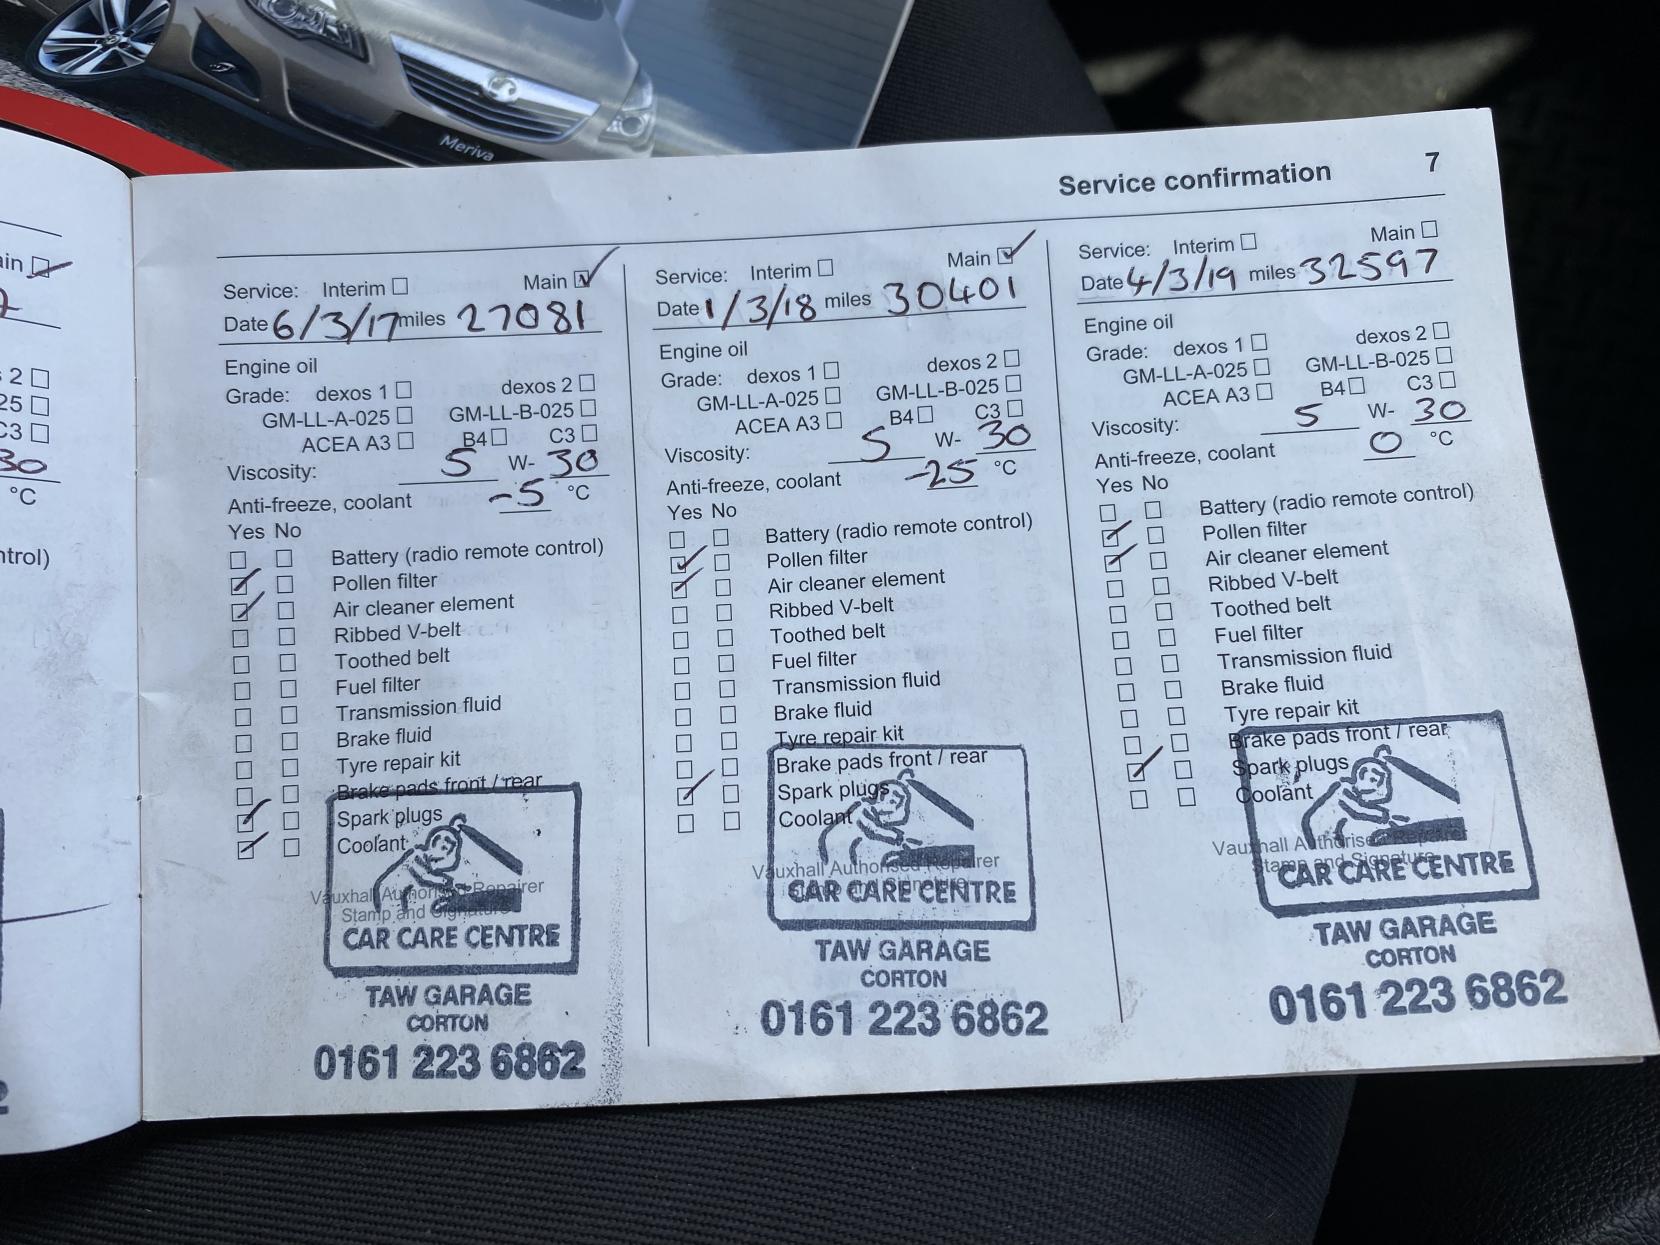 Meriva
Service confirmation 7
ain
2
25
C3
30
°C
ntrol)
Service: Interim Main
Date 6/3/17 miles 27081
Engine oil
Grade: dexos 1 dexos 2
GM-LL-A-025 GM-LL-B-025
ACEA A3 B4 C3
Viscosity: 5 W- 30
Anti-freeze, coolant -5 °C
Yes No
Battery (radio remote control)
Pollen filter
Air cleaner element
Ribbed V-belt
Toothed belt
Fuel filter
Transmission fluid
Brake fluid
Tyre repair kit
Brake pads front / rear
Spark plugs
Coolant
Vauxhall Authorised Repairer
Stamp and Signature
CAR CARE CENTRE
TAW GARAGE
CORTON
0161 223 6862
Service: Interim Main
Date 1/3/18 miles 30401
Engine oil
Grade: dexos 1 dexos 2
GM-LL-A-025 GM-LL-B-025
ACEA A3 B4 C3
Viscosity: 5 W- 30
Anti-freeze, coolant -25 °C
Yes No
Battery (radio remote control)
Pollen filter
Air cleaner element
Ribbed V-belt
Toothed belt
Fuel filter
Transmission fluid
Brake fluid
Tyre repair kit
Brake pads front / rear
Spark plugs
Coolant
Vauxhall Authorised Repairer
Stamp and Signature
CAR CARE CENTRE
TAW GARAGE
CORTON
0161 223 6862
Service: Interim Main
Date 4/3/19 miles 32597
Engine oil
Grade: dexos 1 dexos 2
GM-LL-A-025 GM-LL-B-025
ACEA A3 B4 C3
Viscosity: 5 W- 30
Anti-freeze, coolant 0 °C
Yes No
Battery (radio remote control)
Pollen filter
Air cleaner element
Ribbed V-belt
Toothed belt
Fuel filter
Transmission fluid
Brake fluid
Tyre repair kit
Brake pads front / rear
Spark plugs
Coolant
Vauxhall Authorised Repairer
Stamp and Signature
CAR CARE CENTRE
TAW GARAGE
CORTON
0161 223 6862